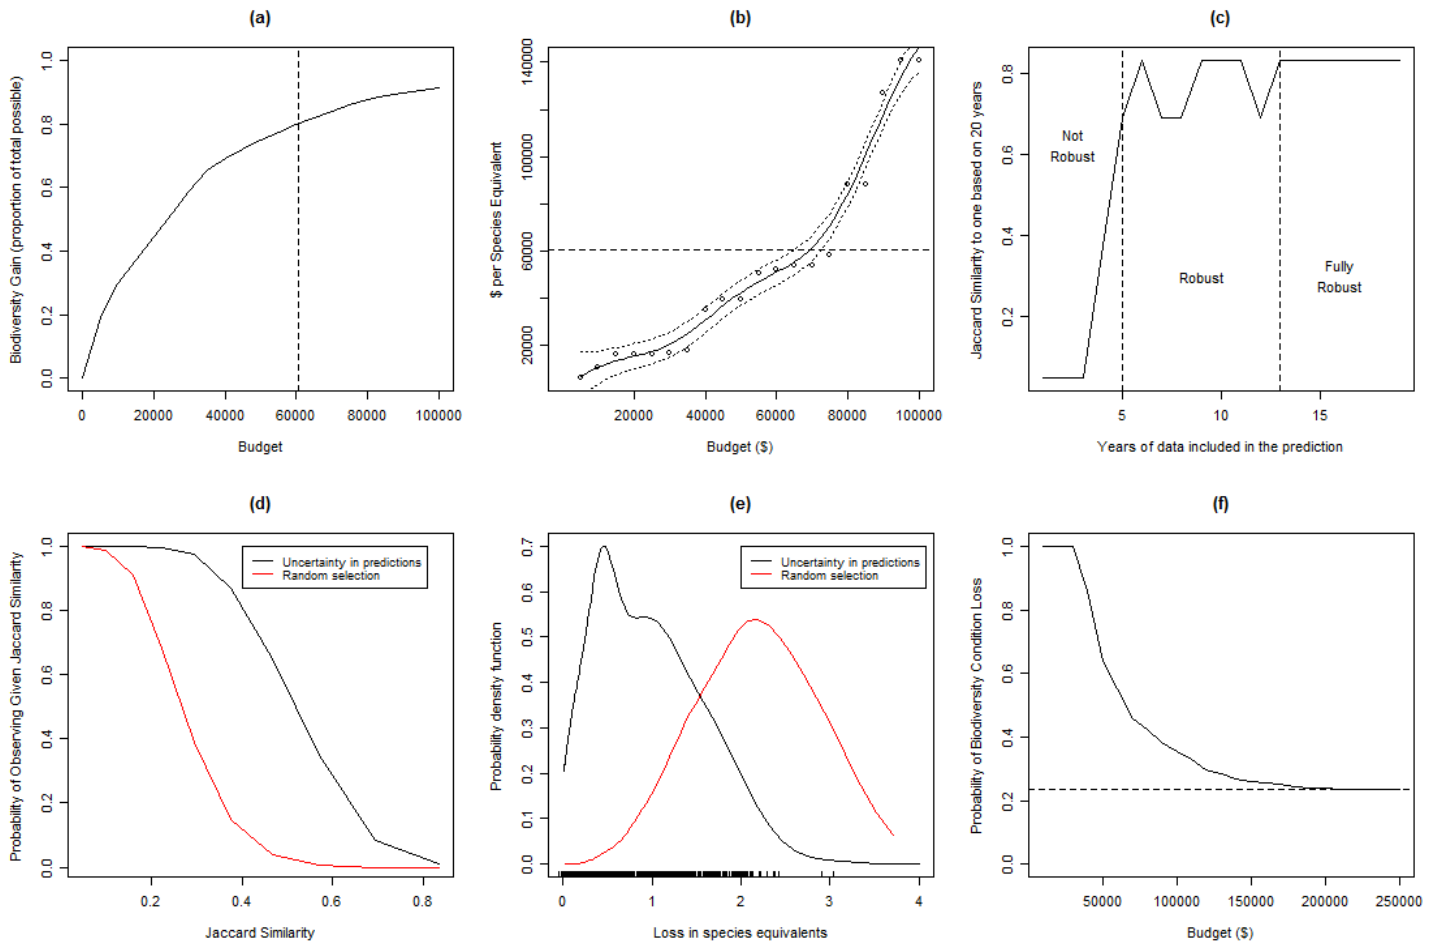 (a)
Biodiversity Gain (proportion of total possible)
0.0
0.2
0.4
0.6
0.8
1.0
0
20000
40000
60000
80000
100000
Budget
(b)
$ per Species Equivalent
20000
60000
100000
140000
20000
40000
60000
80000
100000
Budget ($)
(c)
Jaccard Similarity to one based on 20 years
0.2
0.4
0.6
0.8
Not
Robust
Robust
Fully
Robust
5
10
15
Years of data included in the prediction
(d)
Probability of Observing Given Jaccard Similarity
0.0
0.2
0.4
0.6
0.8
1.0
Uncertainty in predictions
Random selection
0.2
0.4
0.6
0.8
Jaccard Similarity
(e)
Probability density function
0.0
0.1
0.2
0.3
0.4
0.5
0.6
0.7
Uncertainty in predictions
Random selection
0
1
2
3
4
Loss in species equivalents
(f)
Probability of Biodiversity Condition Loss
0.0
0.2
0.4
0.6
0.8
1.0
50000
100000
150000
200000
250000
Budget ($)